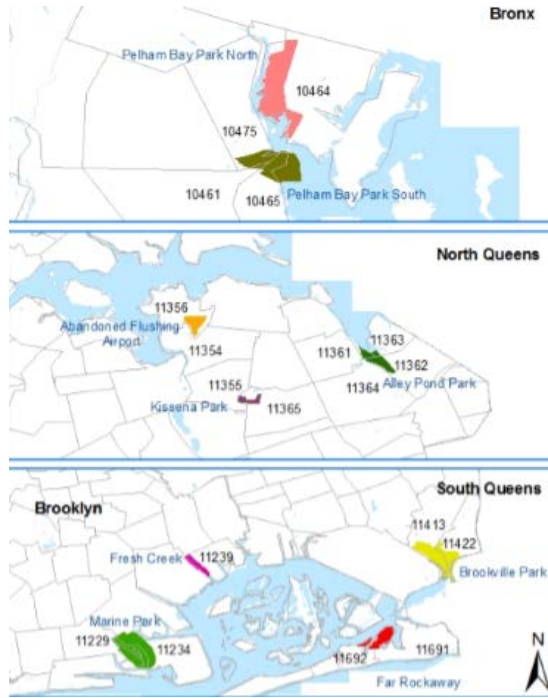 Bronx
Pelham Bay Park North
10464
10475
10461
10465
Pelham Bay Park South
North Queens
11356
Abandoned Flushing
Airport
11354
11363
11361
11362
11364
Alley Pond Park
11355
Kissena Park
11365
South Queens
Brooklyn
11413
11422
Fresh Creek
11239
Brookville Park
Marine Park
11229
11234
11691
11692
Far Rockaway
N